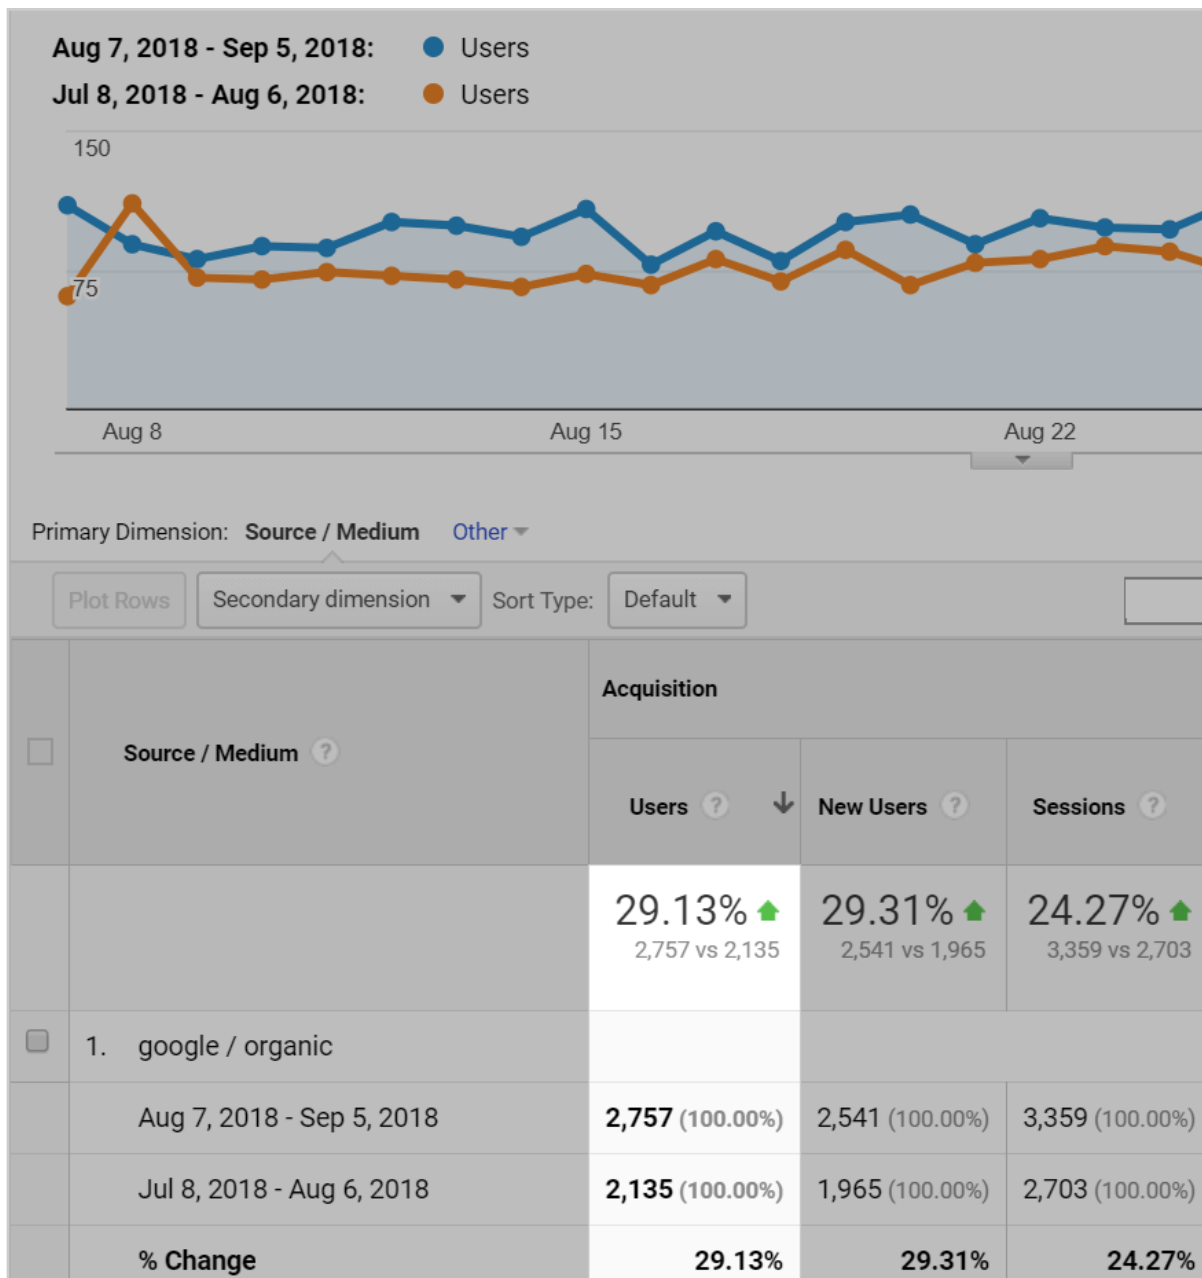 Aug 7, 2018 - Sep 5, 2018: Users
Jul 8, 2018 - Aug 6, 2018: Users
150
75
Aug 8 Aug 15 Aug 22
Primary Dimension: Source / Medium Other
Plot Rows Secondary dimension Sort Type: Default
Acquisition
Source / Medium ?
Users ? New Users ? Sessions ?
29.13% 29.31% 24.27%
2,757 vs 2,135 2,541 vs 1,965 3,359 vs 2,703
1. google / organic
Aug 7, 2018 - Sep 5, 2018 2,757 (100.00%) 2,541 (100.00%) 3,359 (100.00%)
Jul 8, 2018 - Aug 6, 2018 2,135 (100.00%) 1,965 (100.00%) 2,703 (100.00%)
% Change 29.13% 29.31% 24.27%